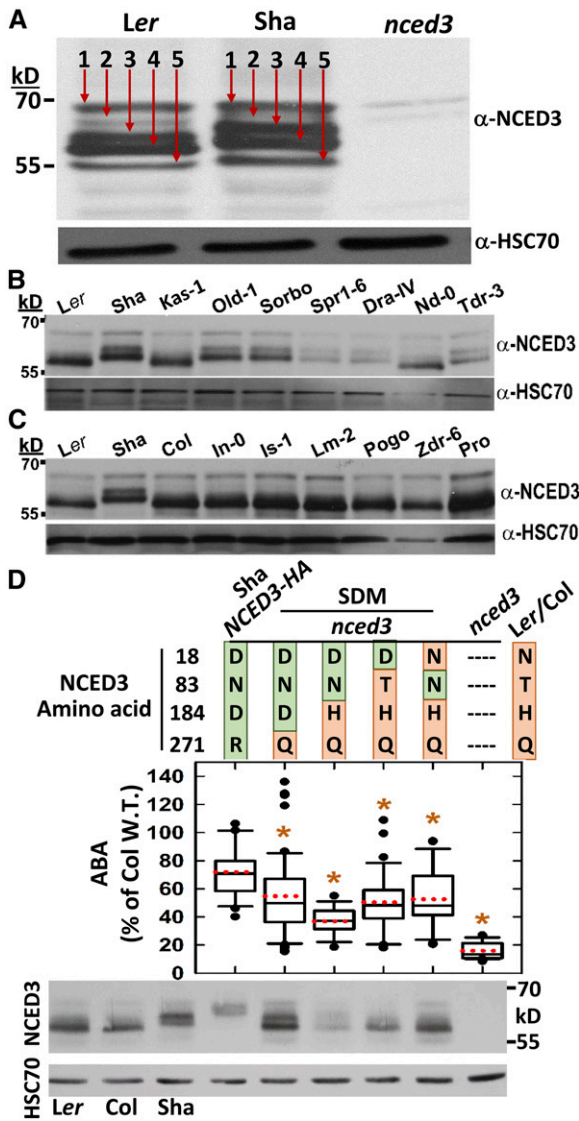 A
Ler Sha nced3
kD
1 2 3 4 5 1 2 3 4 5
70
55
α-NCED3
α-HSC70
B
kD
Ler Sha Kas-1 Old-1 Sorbo Spr1-6 Dra-IV Nd-0 Tdr-3
70
55
α-NCED3
α-HSC70
C
kD
Ler Sha Col In-0 Is-1 Lm-2 Pogo Zdr-6 Pro
70
55
α-NCED3
α-HSC70
D
Sha NCED3-HA
SDM
nced3
nced3
Ler/Col
NCED3
Amino acid
18 D D D D N ---- N
83 N N N T N ---- T
184 D D H H H ---- H
271 R Q Q Q Q ---- Q
ABA
(% of Col W.T.)
140
120
100
80
60
40
20
0
* * * * *
NCED3
70
kD
55
HSC70
Ler Col Sha